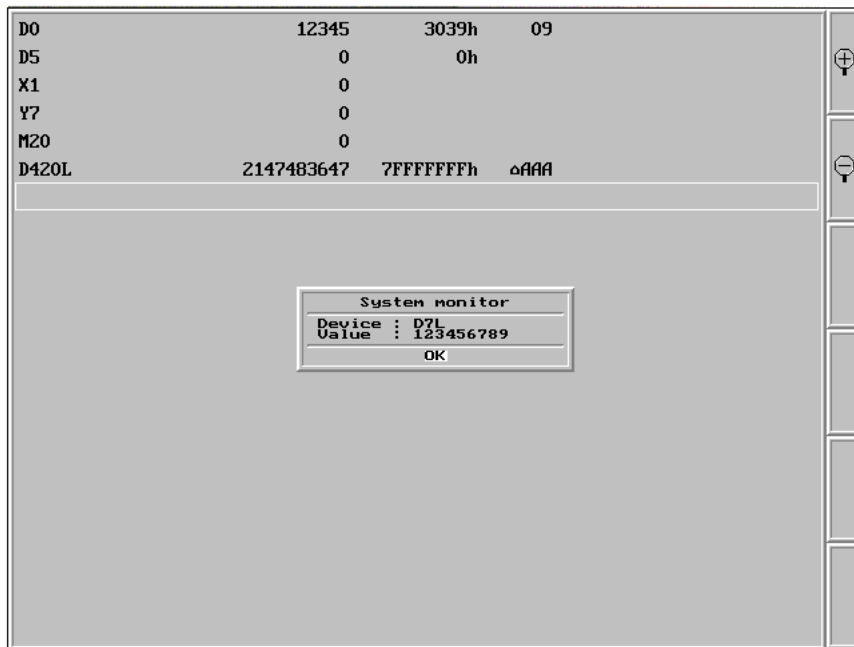 D0 12345 3039h 09
D5 0 0h
X1 0
Y7 0
M20 0
D420L 2147483647 7FFFFFFFh ⌂AAA
System monitor
Device : D7L
Value : 123456789
OK